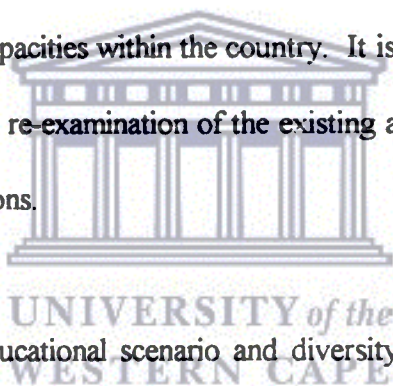 pacities within the country. It is
re-examination of the existing a
ons.
UNIVERSITY of the
ucational scenario and diversity
WESTERN CAPE